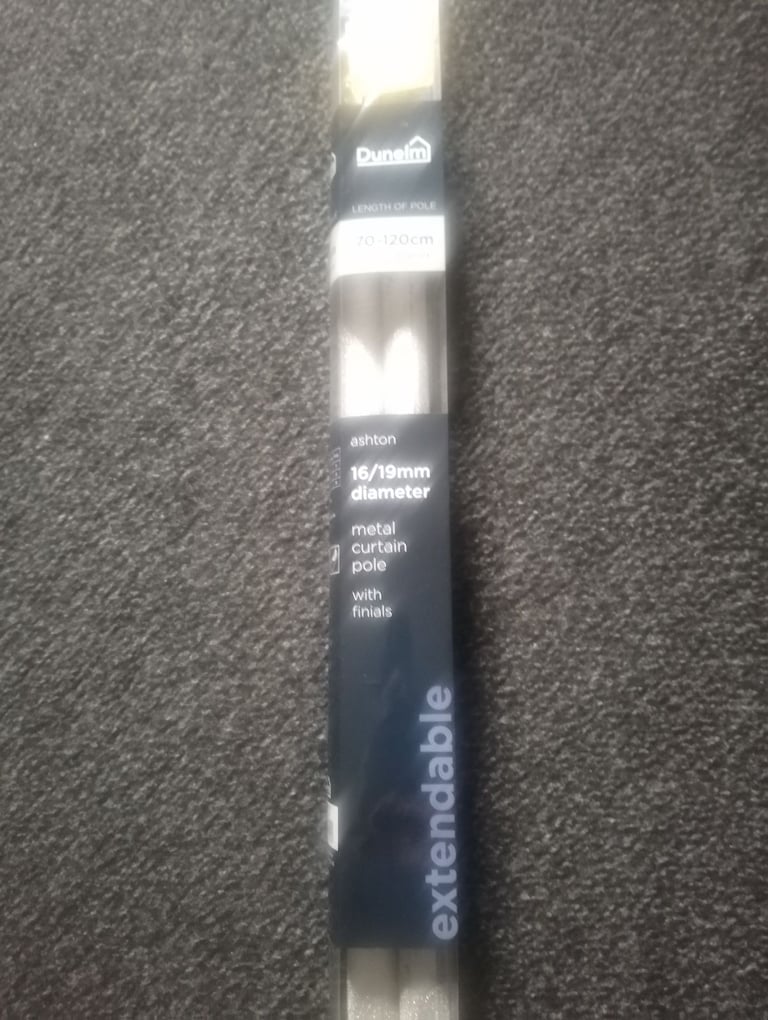 Dunelm
LENGTH OF POLE
70-120cm
ashton
16/19mm
diameter
metal
curtain
pole
with
finials
extendable